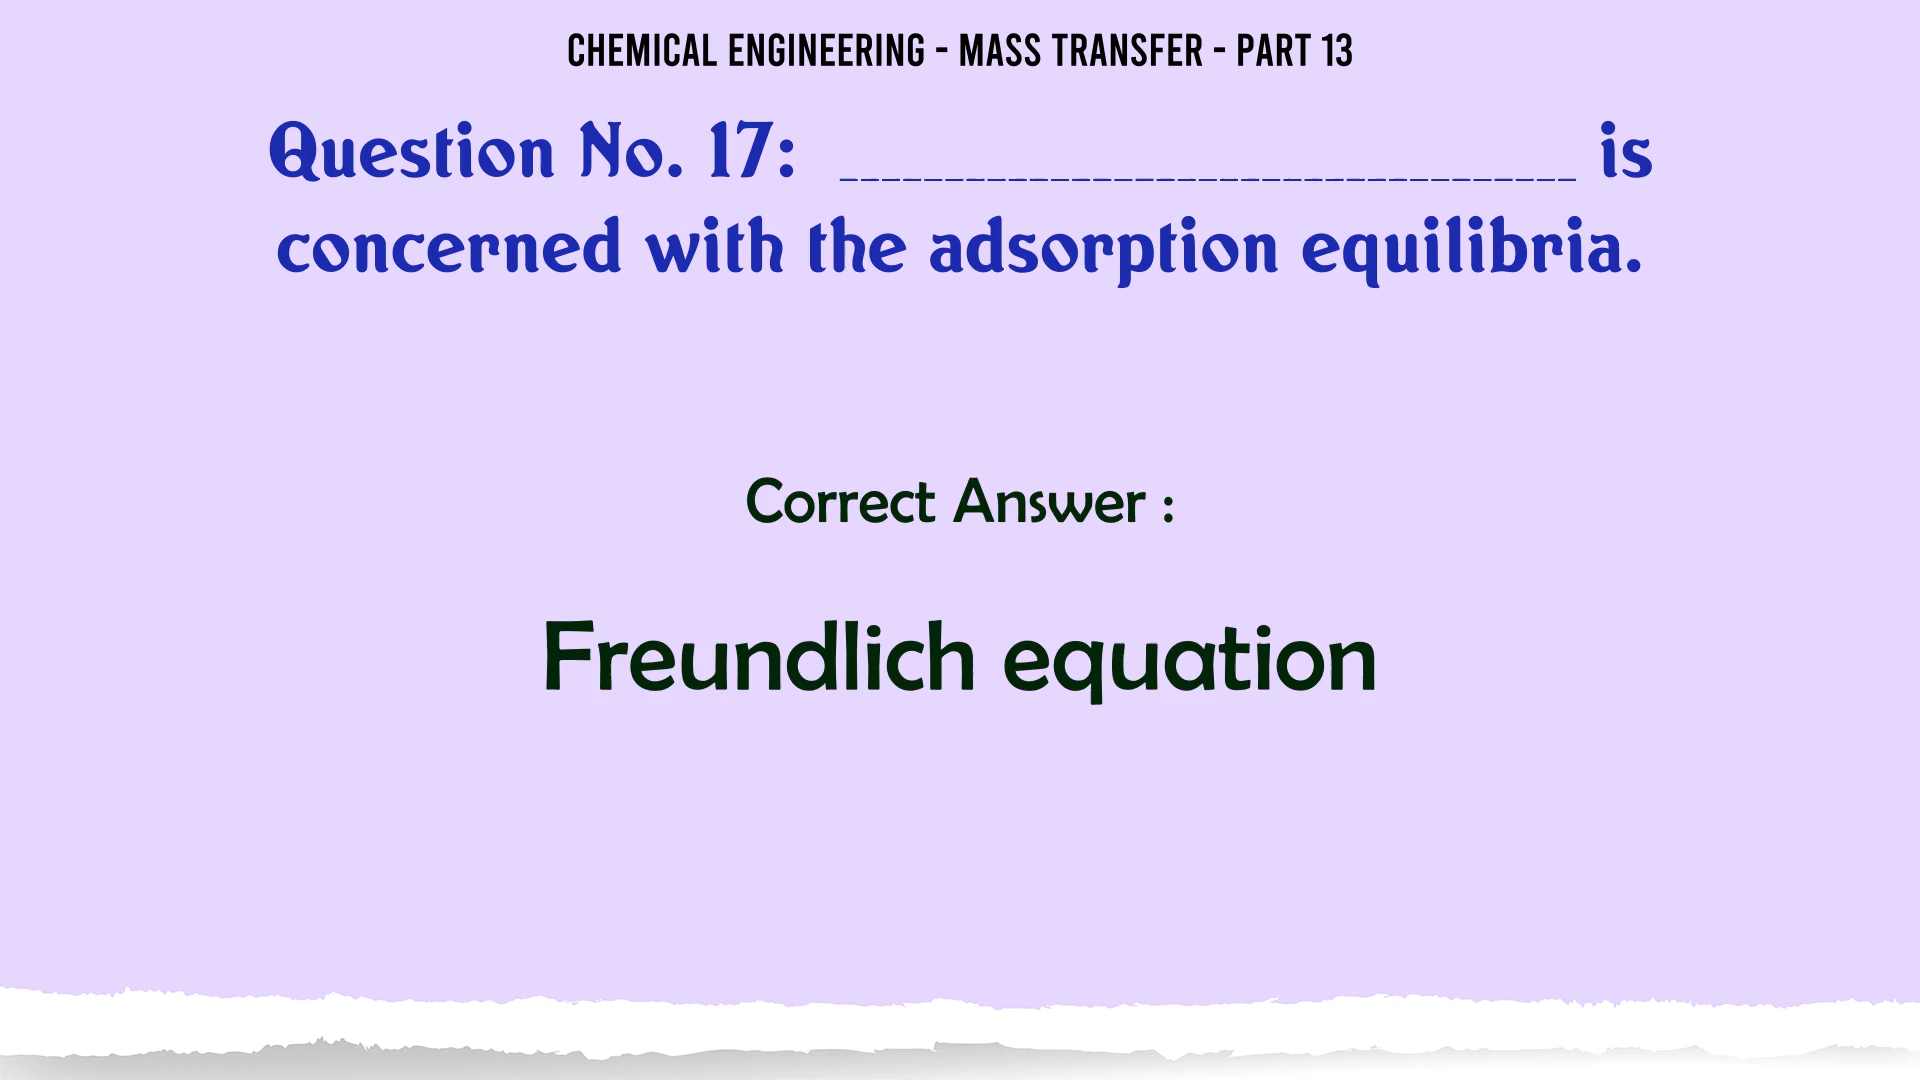 CHEMICAL ENGINEERING - MASS TRANSFER - PART 13
Question No. 17: ___________________________________ is
concerned with the adsorption equilibria.
Correct Answer :
Freundlich equation